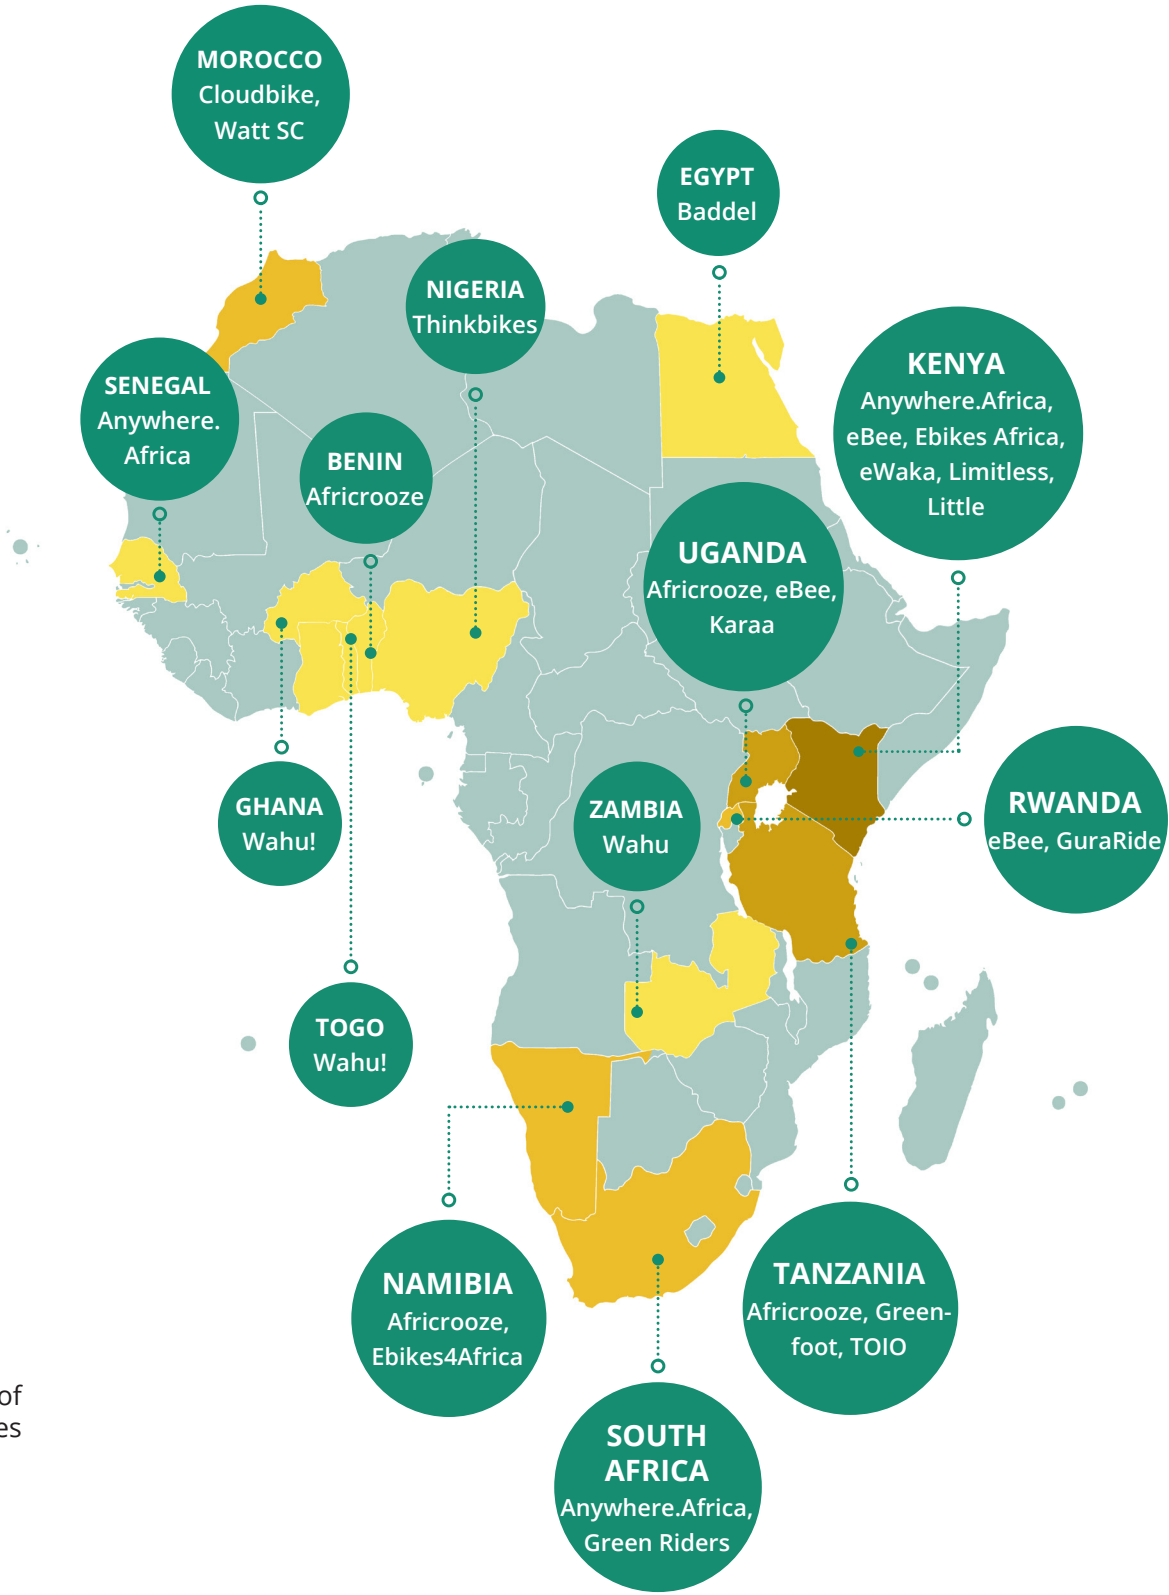 MOROCCO
Cloudbike,
Watt SC
EGYPT
Baddel
NIGERIA
Thinkbikes
KENYA
Anywhere.Africa,
eBee, Ebikes Africa,
eWaka, Limitless,
Little
SENEGAL
Anywhere.
Africa
BENIN
Africrooze
UGANDA
Africrooze, eBee,
Karaa
GHANA
Wahu!
ZAMBIA
Wahu
RWANDA
eBee, GuraRide
TOGO
Wahu!
NAMIBIA
Africrooze,
Ebikes4Africa
TANZANIA
Africrooze, Green-
foot, TOIO
SOUTH
AFRICA
Anywhere.Africa,
Green Riders
of
es